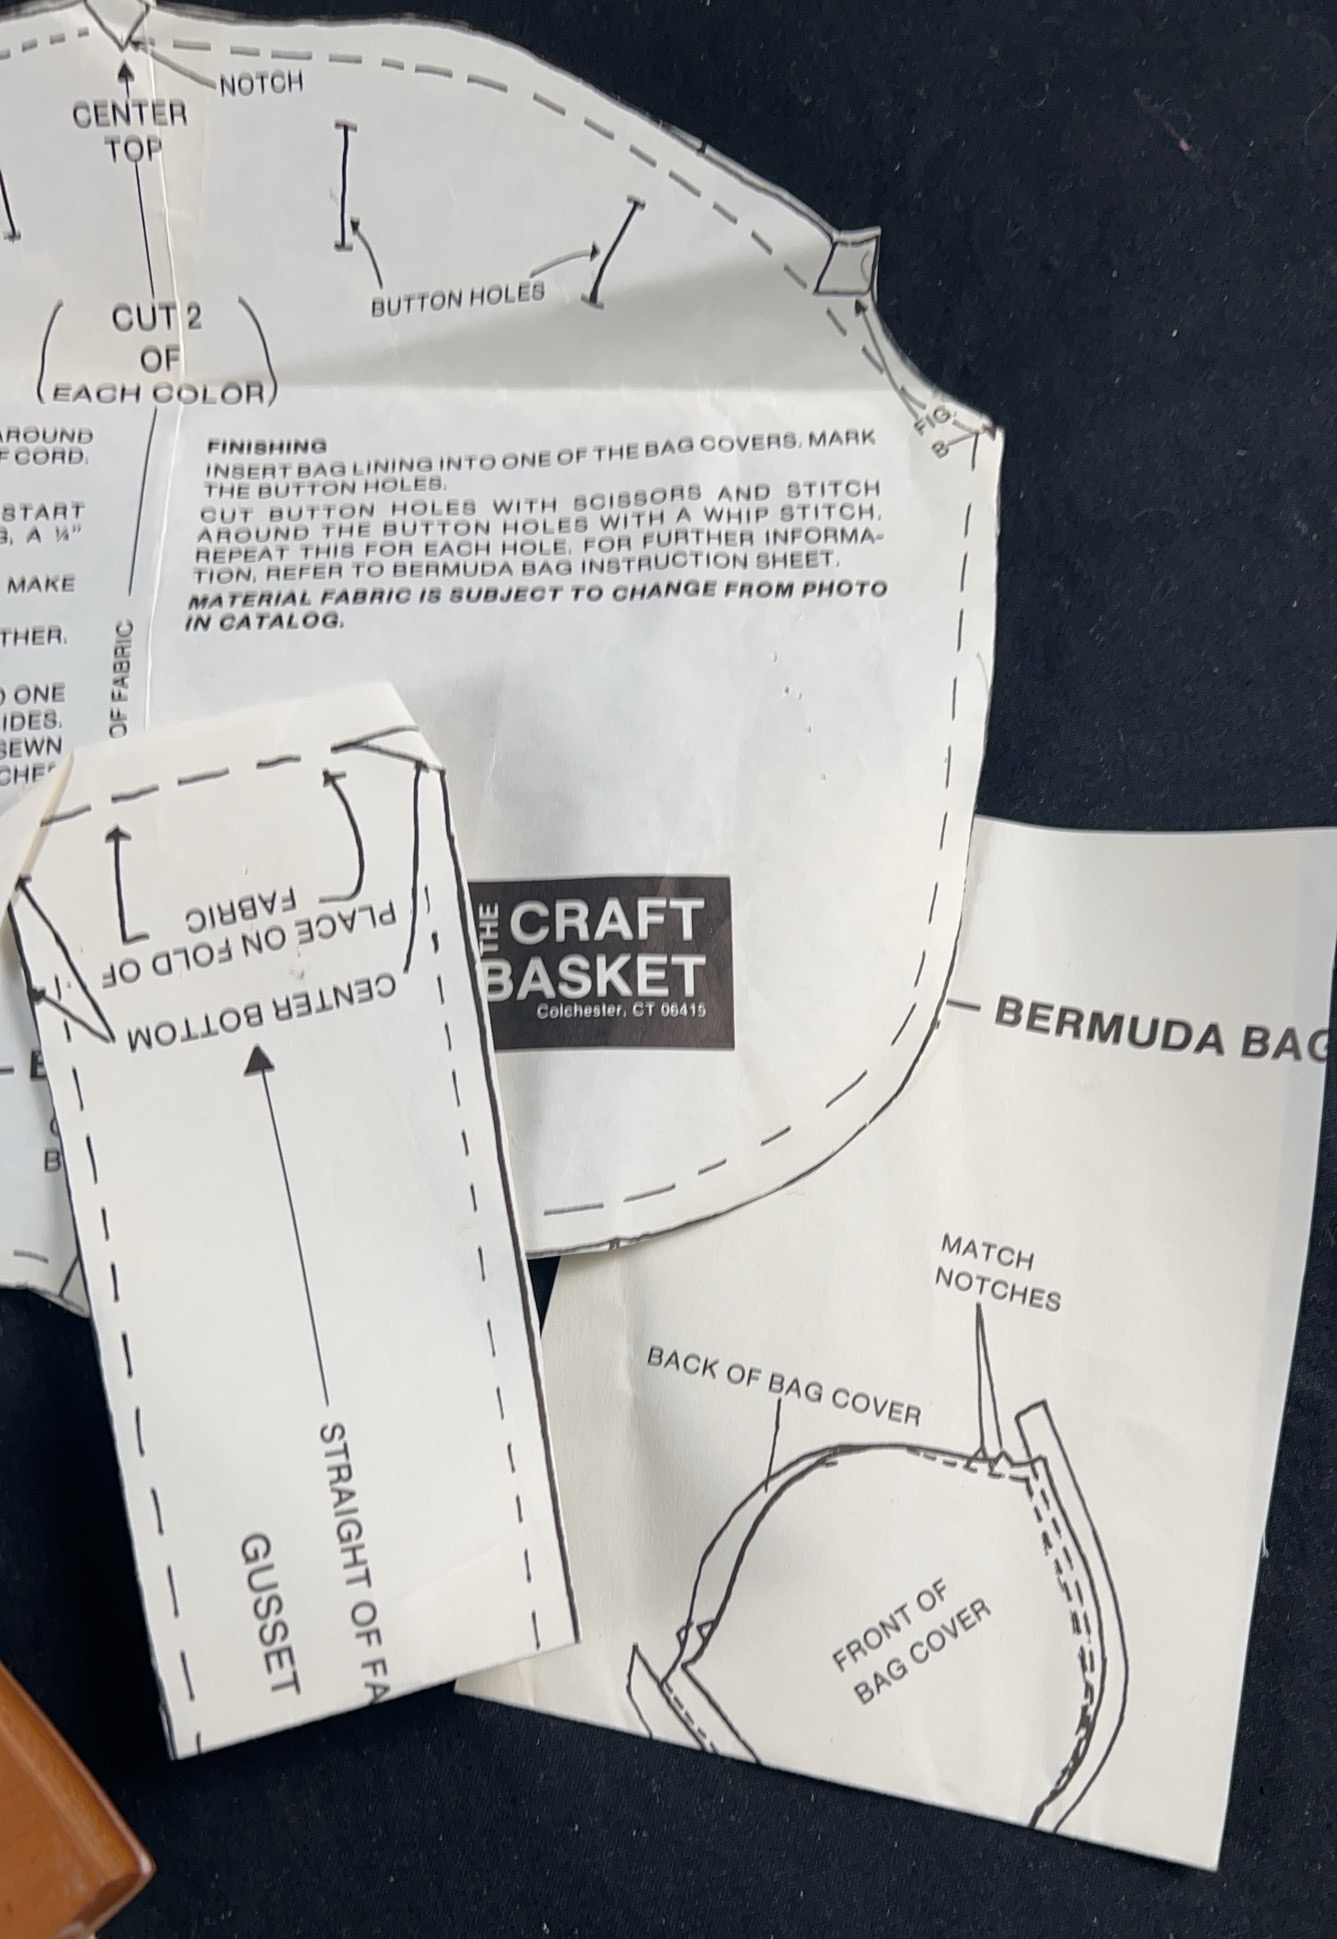 NOTCH
CENTER
TOP
BUTTON HOLES
CUT 2
OF
(EACH COLOR)
FIG.
B
AROUND
F CORD.
START
A ¼"
MAKE
THER.
ONE
IDES.
SEWN
OF FABRIC
FINISHING
INSERT BAG LINING INTO ONE OF THE BAG COVERS. MARK
THE BUTTON HOLES.
CUT BUTTON HOLES WITH SCISSORS AND STITCH
AROUND THE BUTTON HOLES WITH A WHIP STITCH.
REPEAT THIS FOR EACH HOLE. FOR FURTHER INFORMA-
TION, REFER TO BERMUDA BAG INSTRUCTION SHEET.
MATERIAL FABRIC IS SUBJECT TO CHANGE FROM PHOTO
IN CATALOG.
THE CRAFT
BASKET
Colchester, CT 06415
CENTER BOTTOM
PLACE ON FOLD OF
FABRIC
STRAIGHT OF FA
GUSSET
BERMUDA BAG
MATCH
NOTCHES
BACK OF BAG COVER
FRONT OF
BAG COVER